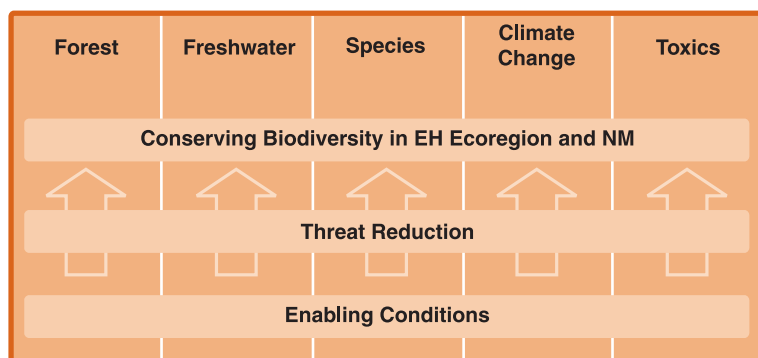 Forest
Freshwater
Species
Climate
Change
Toxics
Conserving Biodiversity in EH Ecoregion and NM
Threat Reduction
Enabling Conditions